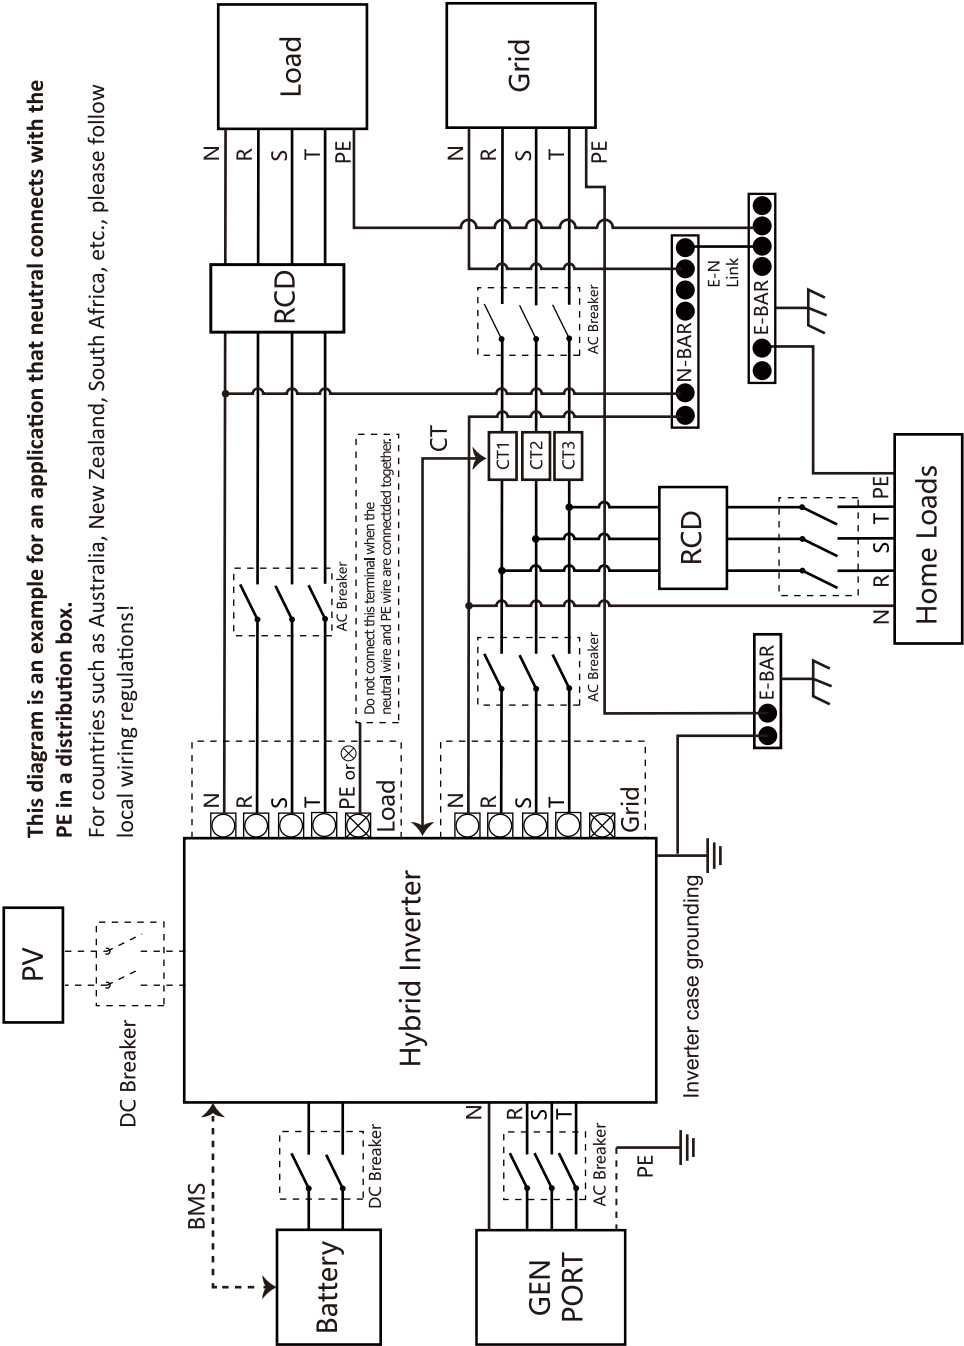 This diagram is an example for an application that neutral connects with the
PE in a distribution box.
For countries such as Australia, New Zealand, South Africa, etc., please follow
local wiring regulations!
PV
DC Breaker
BMS
Battery
DC Breaker
Hybrid Inverter
GEN
PORT
N
R
S
T
AC Breaker
PE
Inverter case grounding
N
R
S
T
PE or
Load
Do not connect this terminal when the
neutral wire and PE wire are connectded together.
AC Breaker
RCD
N
R
S
T
PE
Load
N
R
S
T
Grid
AC Breaker
CT
CT1
CT2
CT3
AC Breaker
N
R
S
T
PE
Grid
N-BAR
E-N
Link
E-BAR
RCD
E-BAR
N
R
S
T
PE
Home Loads